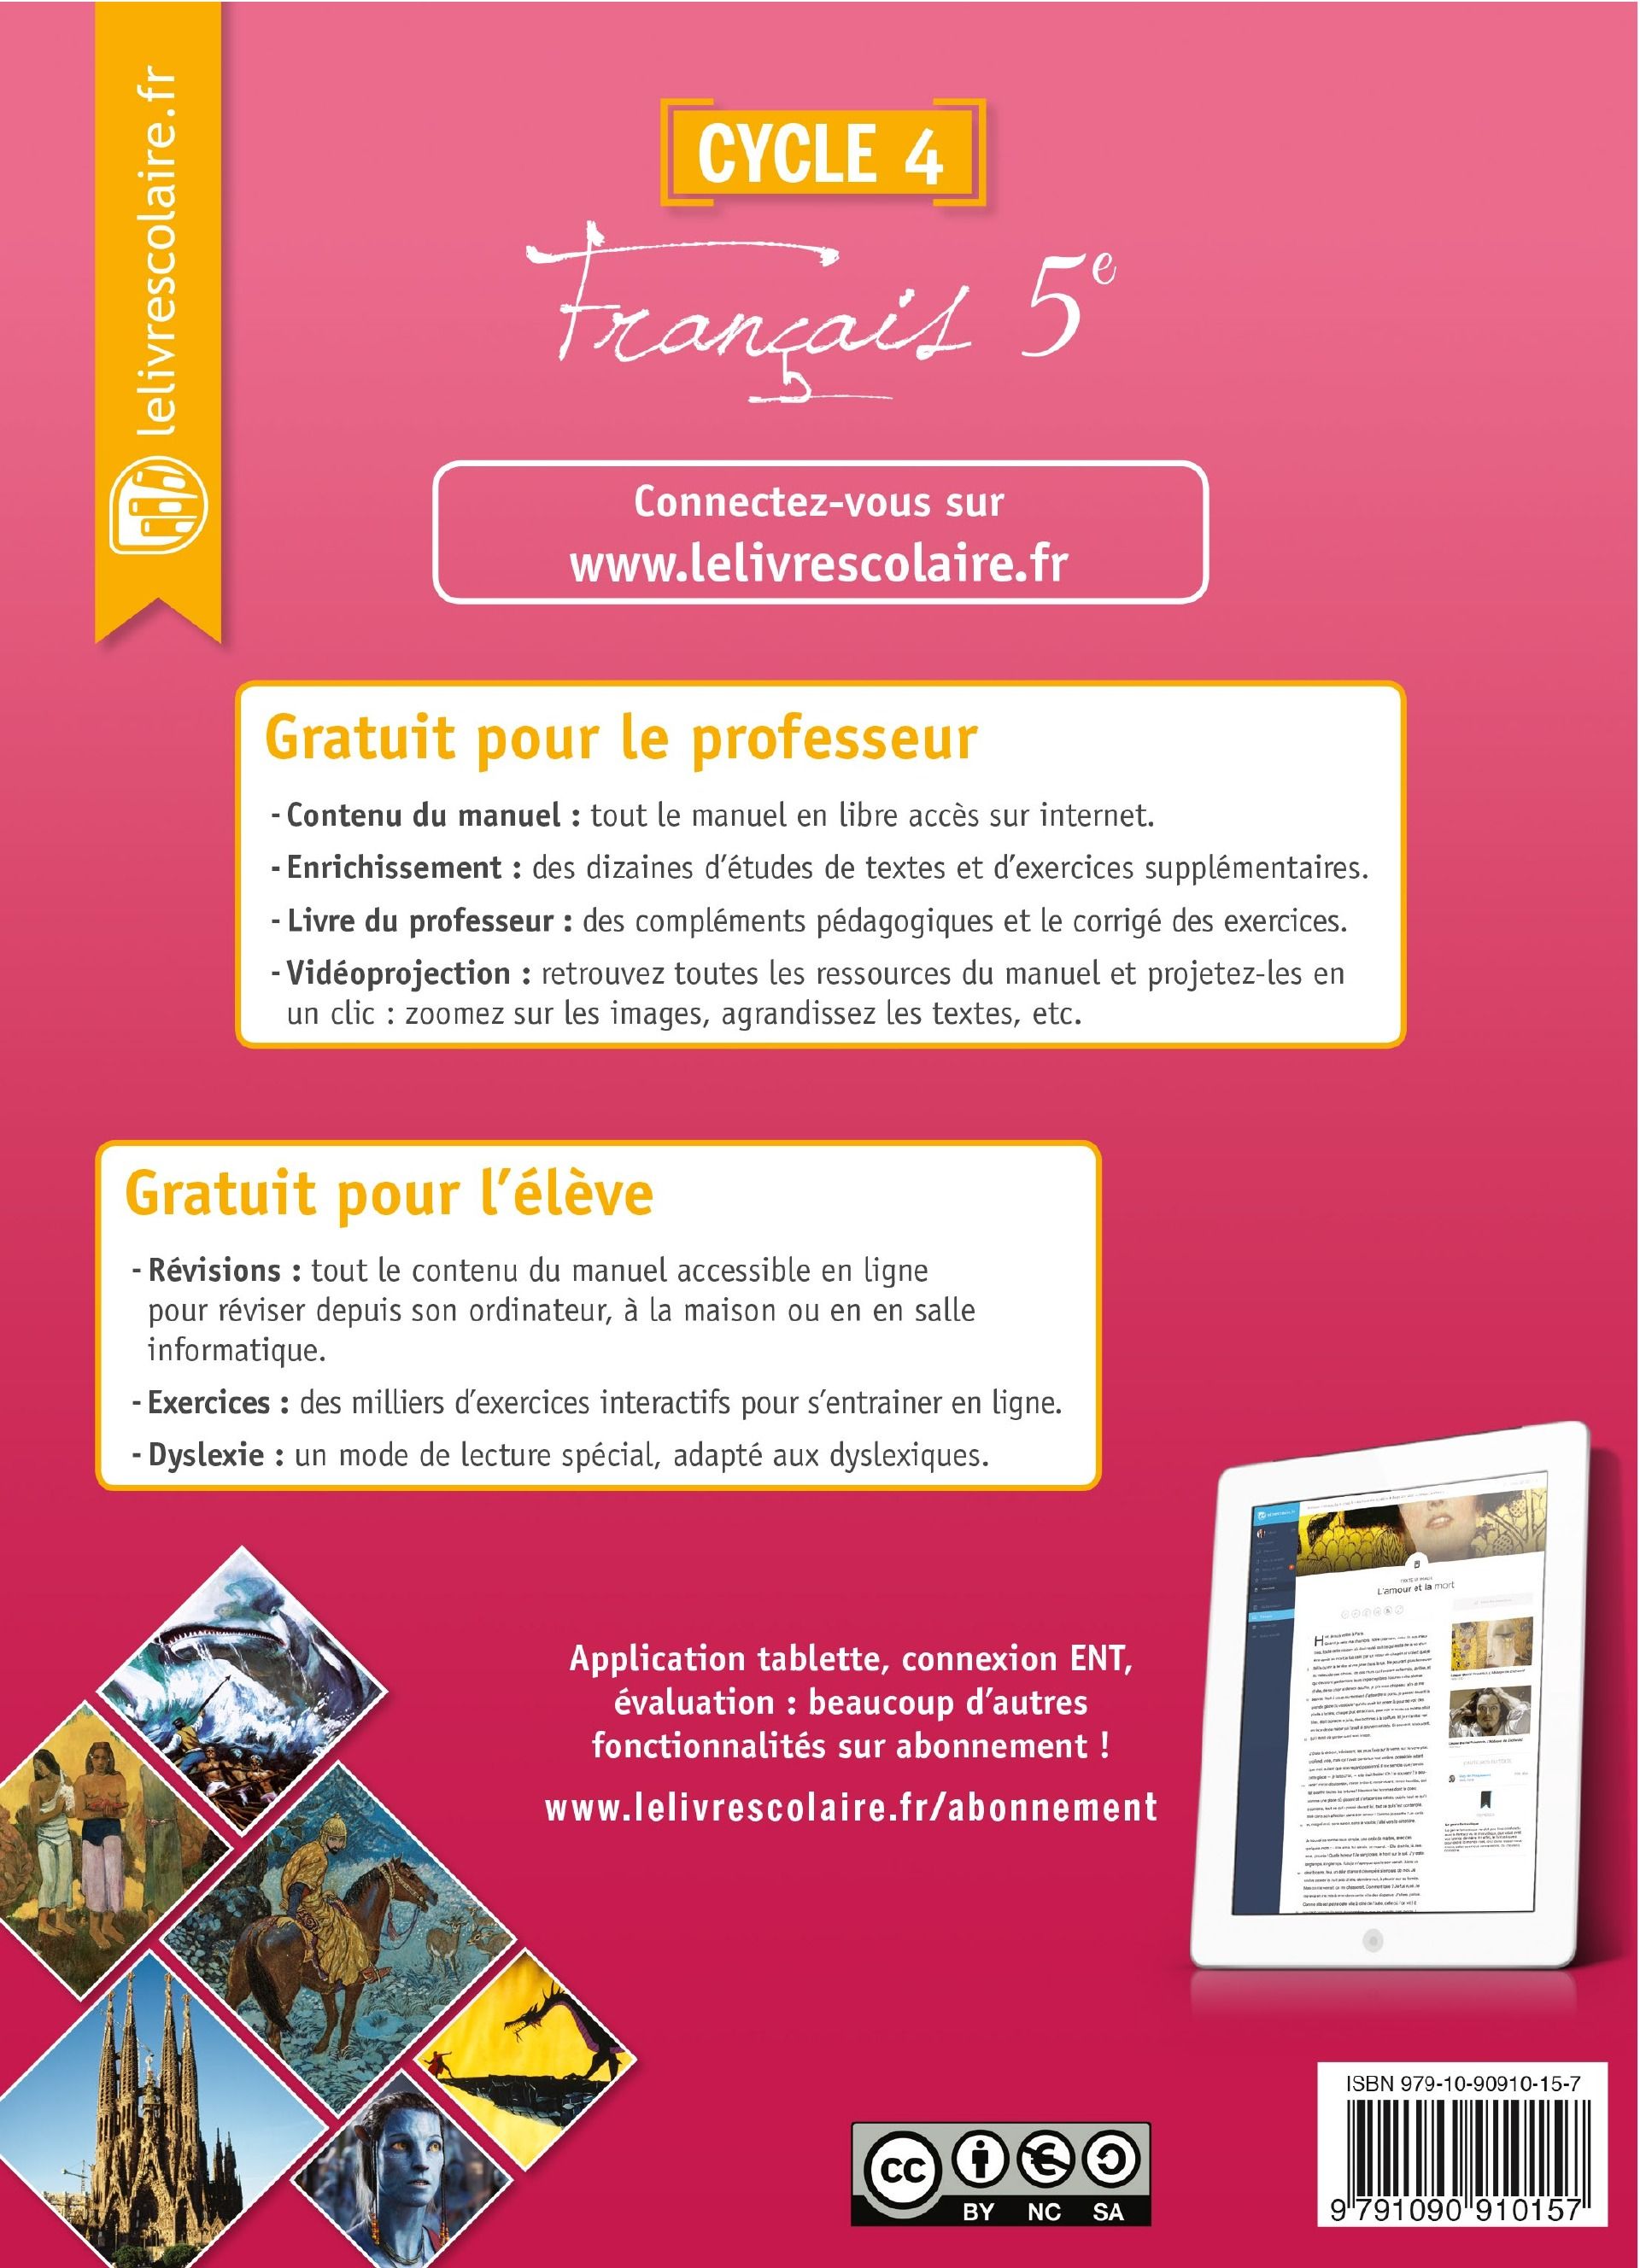 lelivrescolaire.fr
CYCLE 4
Français 5e
Connectez-vous sur
www.lelivrescolaire.fr
Gratuit pour le professeur
- Contenu du manuel : tout le manuel en libre accès sur internet.
- Enrichissement : des dizaines d'études de textes et d'exercices supplémentaires.
- Livre du professeur : des compléments pédagogiques et le corrigé des exercices.
- Vidéoprojection : retrouvez toutes les ressources du manuel et projetez-les en
un clic : zoomez sur les images, agrandissez les textes, etc.
Gratuit pour l'élève
- Révisions : tout le contenu du manuel accessible en ligne
pour réviser depuis son ordinateur, à la maison ou en en salle
informatique.
- Exercices : des milliers d'exercices interactifs pour s'entrainer en ligne.
- Dyslexie : un mode de lecture spécial, adapté aux dyslexiques.
L'amour et la mort
Application tablette, connexion ENT,
évaluation : beaucoup d'autres
fonctionnalités sur abonnement !
www.lelivrescolaire.fr/abonnement
cc
BY NC SA
ISBN 979-10-90910-15-7
9 791090 910157